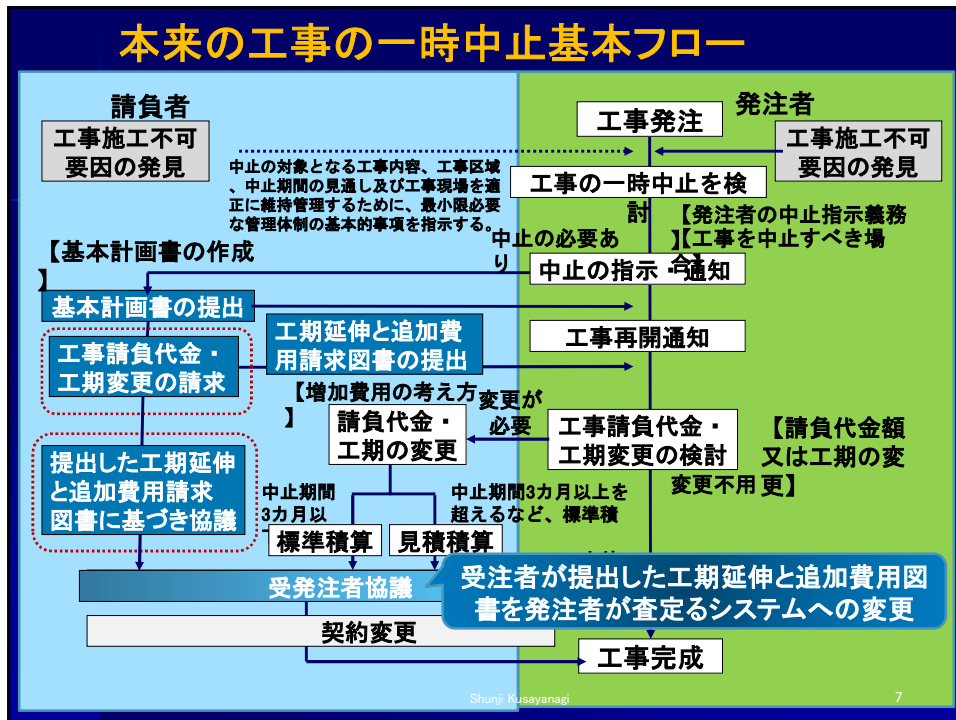 本来の工事の一時中止基本フロー
請負者
発注者
工事施工不可
要因の発見
工事発注
工事施工不可
要因の発見
中止の対象となる工事内容、工事区域
、中止期間の見通し及び工事現場を適
正に維持管理するために、最小限必要
な管理体制の基本的事項を指示する。
工事の一時中止を検
討
【発注者の中止指示義務
】【工事を中止すべき場
合】
中止の必要あ
り
中止の指示・通知
【基本計画書の作成
】
基本計画書の提出
工事請負代金・
工期変更の請求
工期延伸と追加費
用請求図書の提出
工事再開通知
【増加費用の考え方
】
請負代金・
工期の変更
変更が
必要
工事請負代金・
工期変更の検討
【請負代金額
又は工期の変
更】
変更不用
提出した工期延伸
と追加費用請求
図書に基づき協議
中止期間
3カ月以
中止期間3カ月以上を
超えるなど、標準積
標準積算
見積積算
受発注者協議
受注者が提出した工期延伸と追加費用図
書を発注者が査定るシステムへの変更
契約変更
工事完成
Shunji Kusayanagi
7